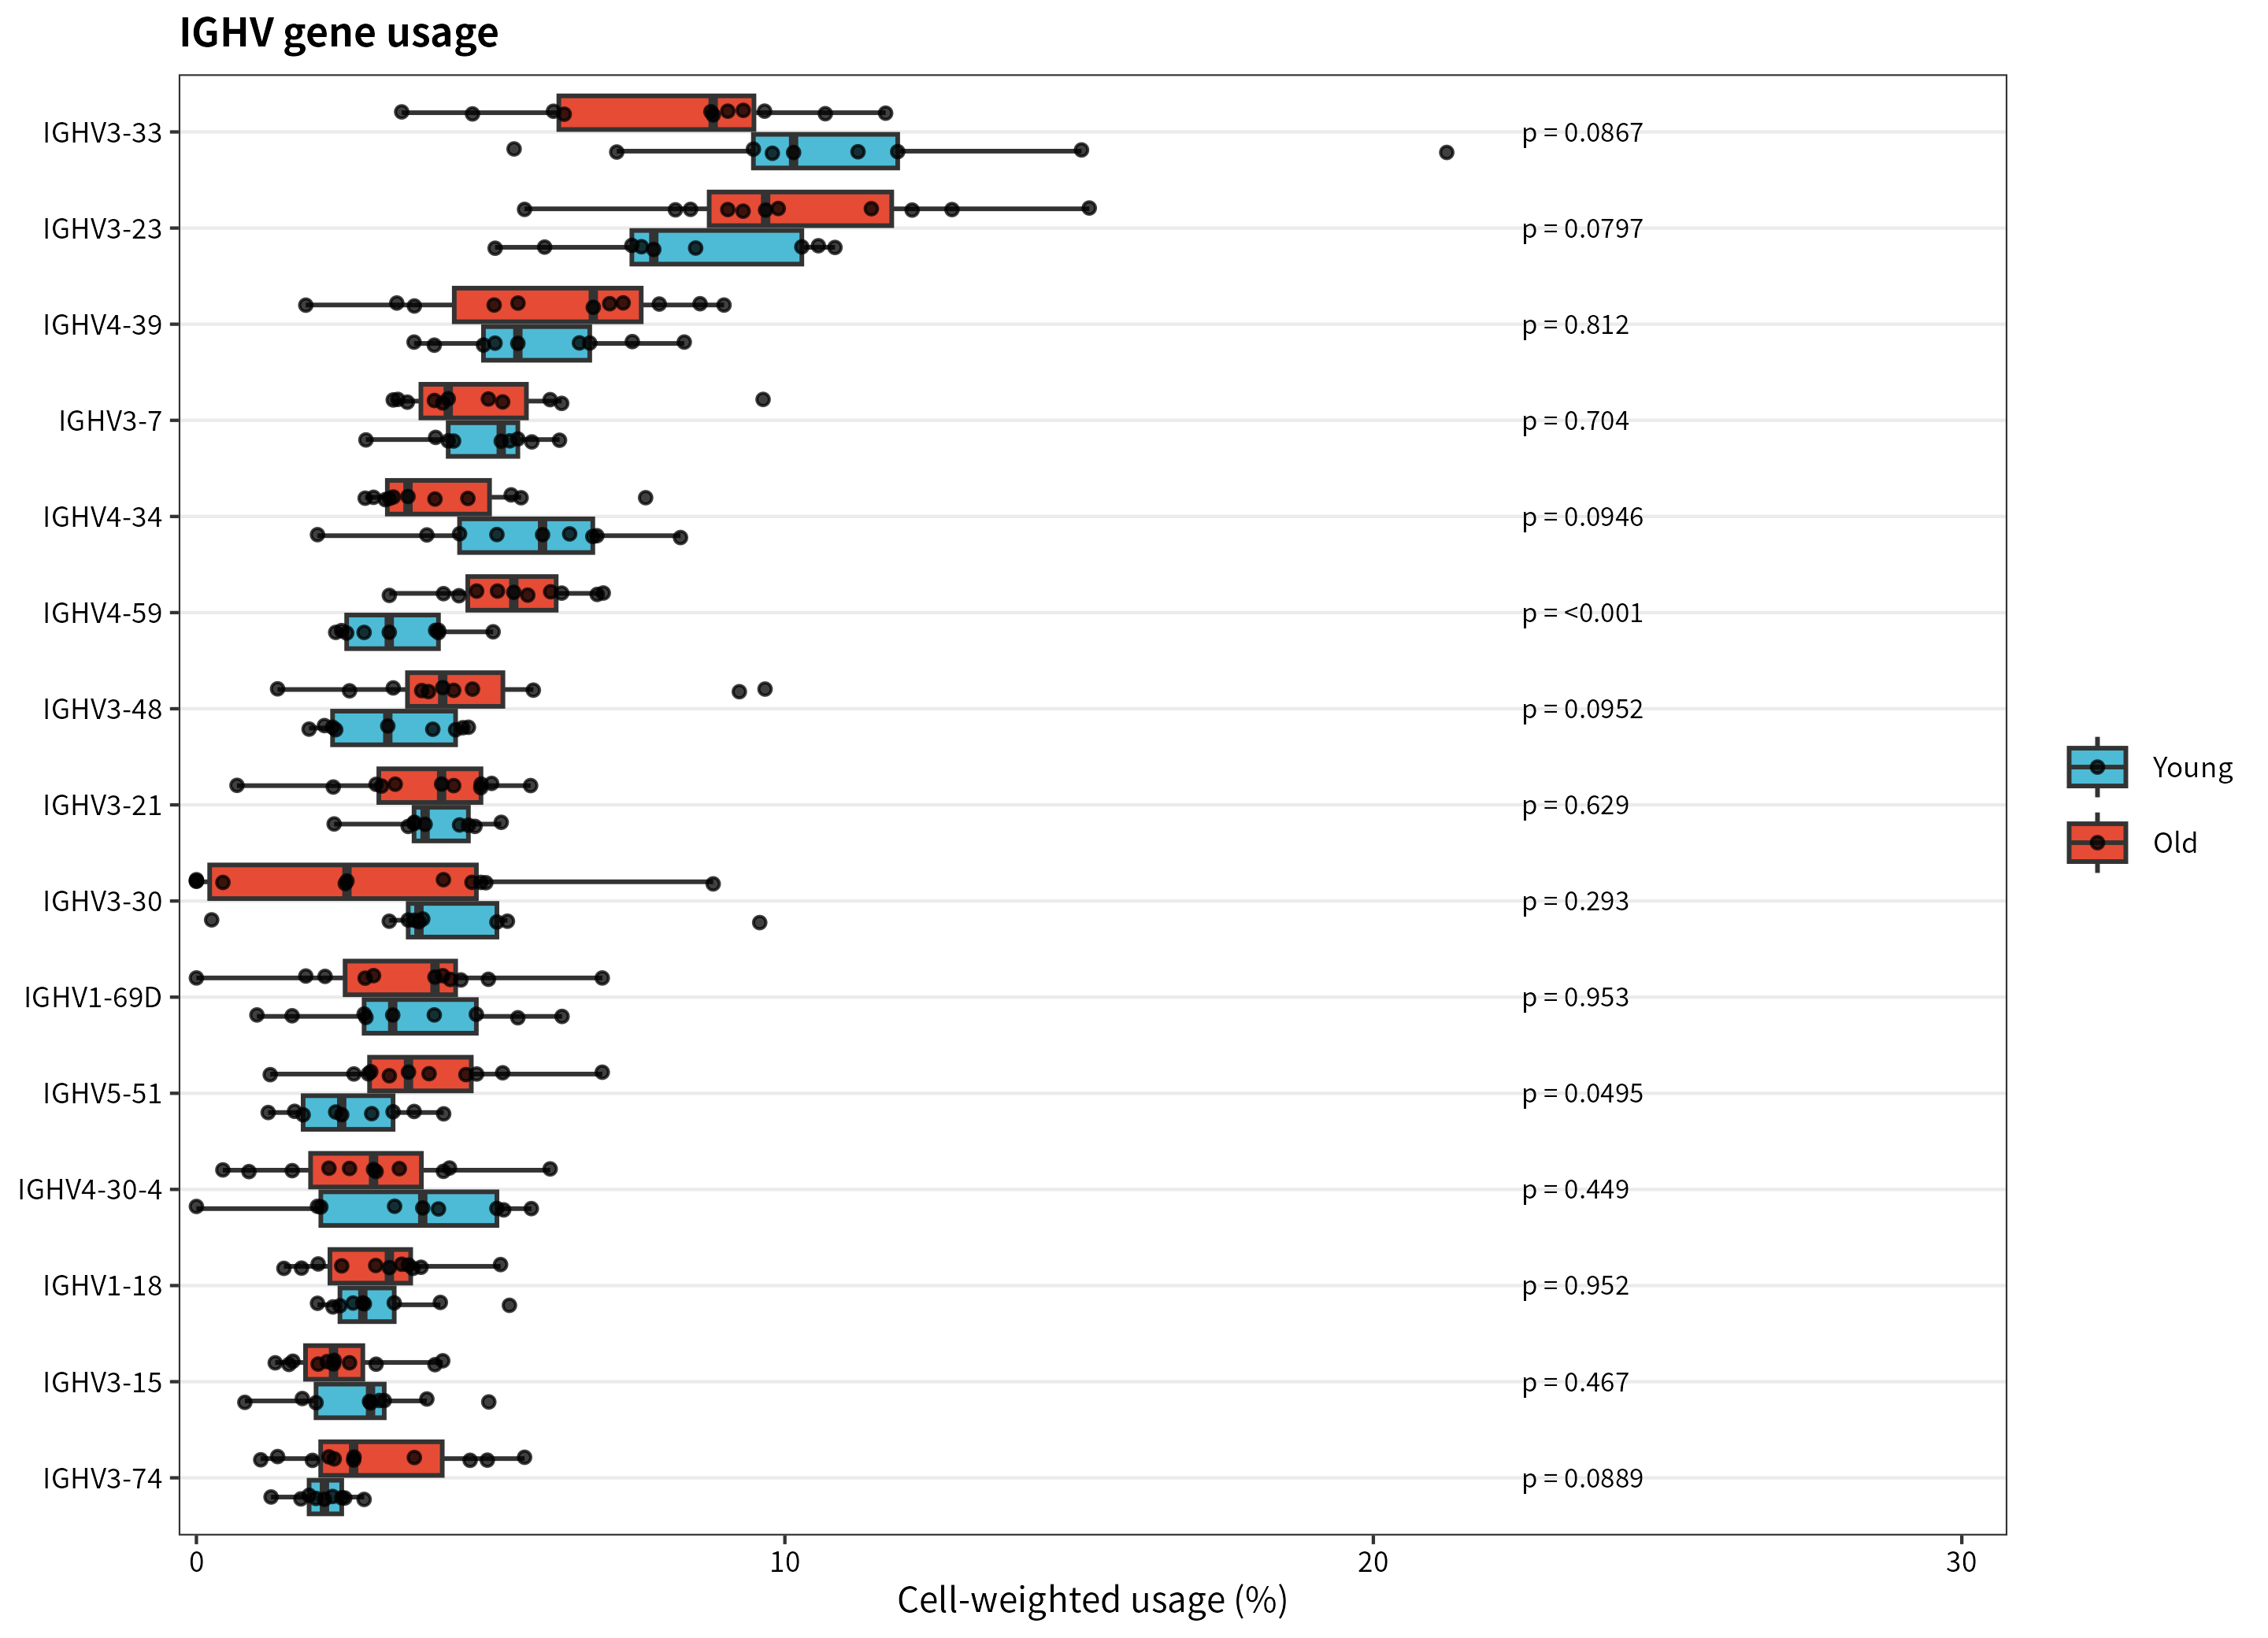 IGHV gene usage
IGHV3-33 p = 0.0867
IGHV3-23 p = 0.0797
IGHV4-39 p = 0.812
IGHV3-7 p = 0.704
IGHV4-34 p = 0.0946
IGHV4-59 p = <0.001
IGHV3-48 p = 0.0952
IGHV3-21 p = 0.629
IGHV3-30 p = 0.293
IGHV1-69D p = 0.953
IGHV5-51 p = 0.0495
IGHV4-30-4 p = 0.449
IGHV1-18 p = 0.952
IGHV3-15 p = 0.467
IGHV3-74 p = 0.0889
0 10 20 30
Cell-weighted usage (%)
Young
Old